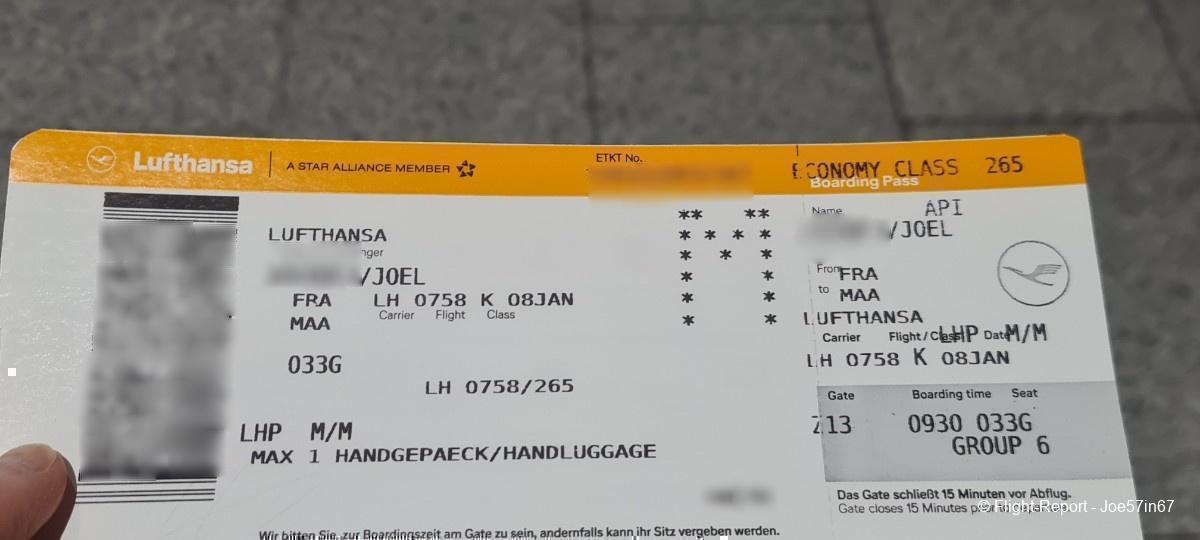 Lufthansa
A STAR ALLIANCE MEMBER
ETKT No.
LUFTHANSA
/JOEL
FRA LH 0758 K 08JAN
Carrier Flight Class
MAA
033G
LH 0758/265
LHP M/M
MAX 1 HANDGEPAECK/HANDLUGGAGE
Wir bitten Sie, zur Boardingzeit am Gate zu sein, andernfalls kann ihr Sitz vergeben werden.
** **
* * * *
* * *
* *
* *
* *
ECONOMY CLASS 265
Boarding Pass
Name API
/JOEL
From FRA
to MAA
LUFTHANSA
Carrier Flight/Class LHP Date M/M
LH 0758 K 08JAN
Gate Boarding time Seat
Z13 0930 033G
GROUP 6
Das Gate schließt 15 Minuten vor Abflug.
Gate closes 15 Minutes
© Flight-Report - Joe57in67